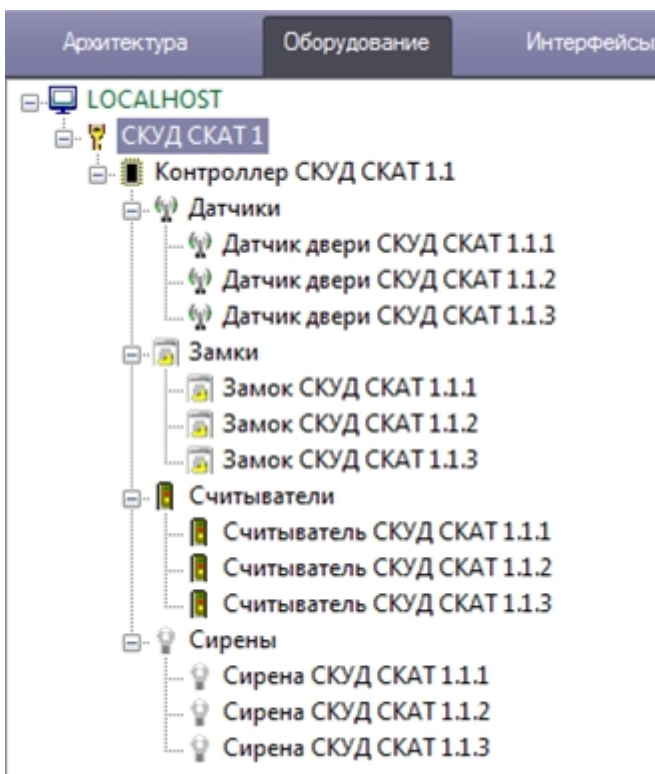 Архитектура Оборудование Интерфейсы
LOCALHOST
СКУД СКАТ 1
Контроллер СКУД СКАТ 1.1
Датчики
Датчик двери СКУД СКАТ 1.1.1
Датчик двери СКУД СКАТ 1.1.2
Датчик двери СКУД СКАТ 1.1.3
Замки
Замок СКУД СКАТ 1.1.1
Замок СКУД СКАТ 1.1.2
Замок СКУД СКАТ 1.1.3
Считыватели
Считыватель СКУД СКАТ 1.1.1
Считыватель СКУД СКАТ 1.1.2
Считыватель СКУД СКАТ 1.1.3
Сирены
Сирена СКУД СКАТ 1.1.1
Сирена СКУД СКАТ 1.1.2
Сирена СКУД СКАТ 1.1.3